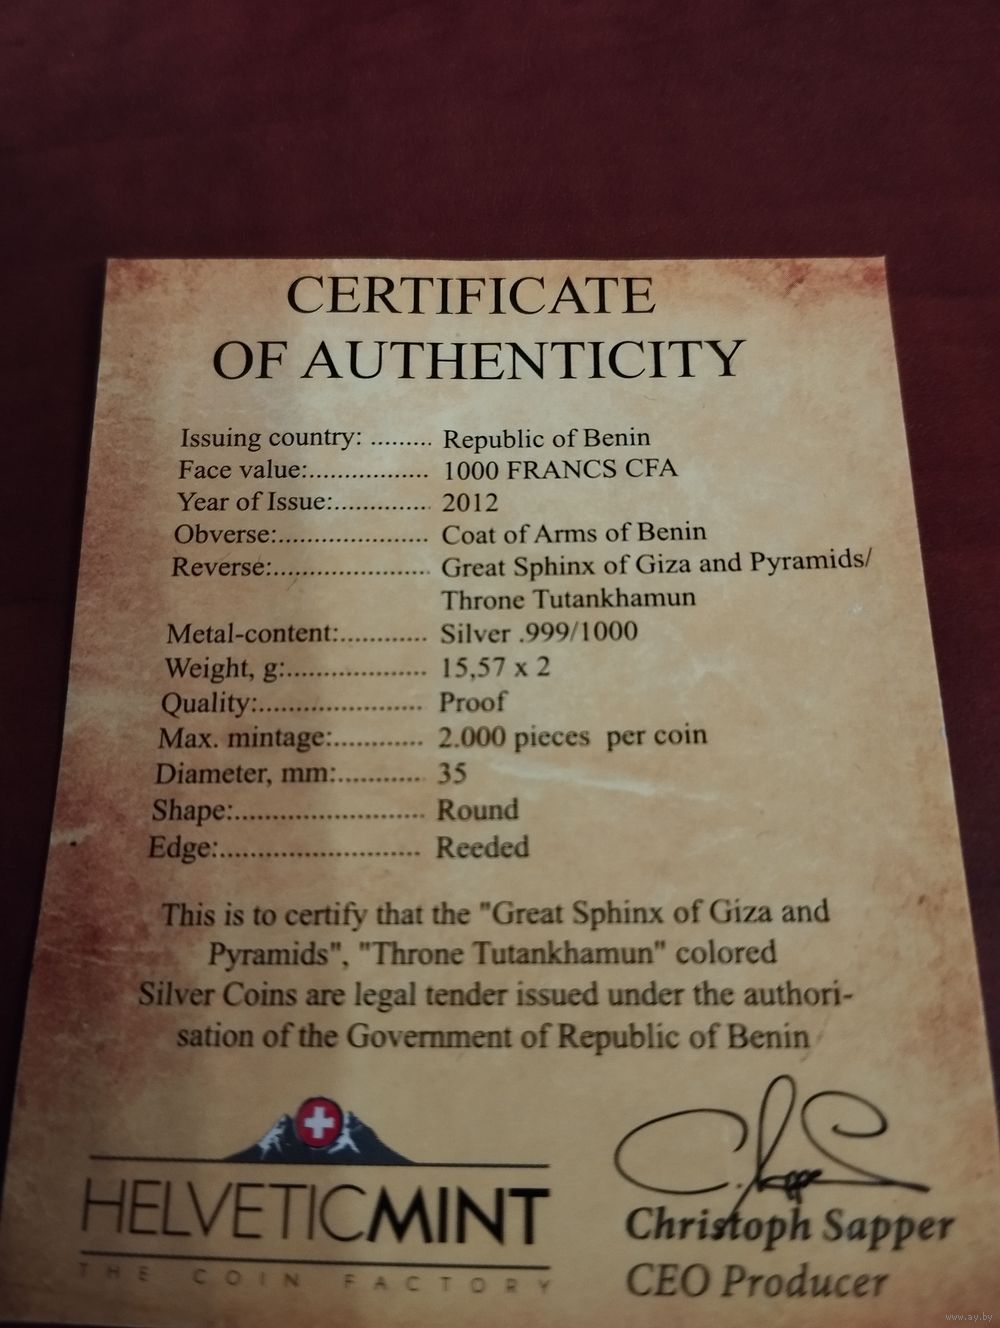 CERTIFICATE
OF AUTHENTICITY
Issuing country: ......... Republic of Benin
Face value:................ 1000 FRANCS CFA
Year of Issue:............. 2012
Obverse:.................... Coat of Arms of Benin
Reverse:..................... Great Sphinx of Giza and Pyramids/
Throne Tutankhamun
Metal-content:............ Silver .999/1000
Weight, g:................... 15,57 x 2
Quality:...................... Proof
Max. mintage:............ 2.000 pieces per coin
Diameter, mm:........... 35
Shape:......................... Round
Edge:.......................... Reeded
This is to certify that the "Great Sphinx of Giza and
Pyramids", "Throne Tutankhamun" colored
Silver Coins are legal tender issued under the authori-
sation of the Government of Republic of Benin
HELVETICMINT
THE COIN FACTORY
Christoph Sapper
CEO Producer
www.ay.by